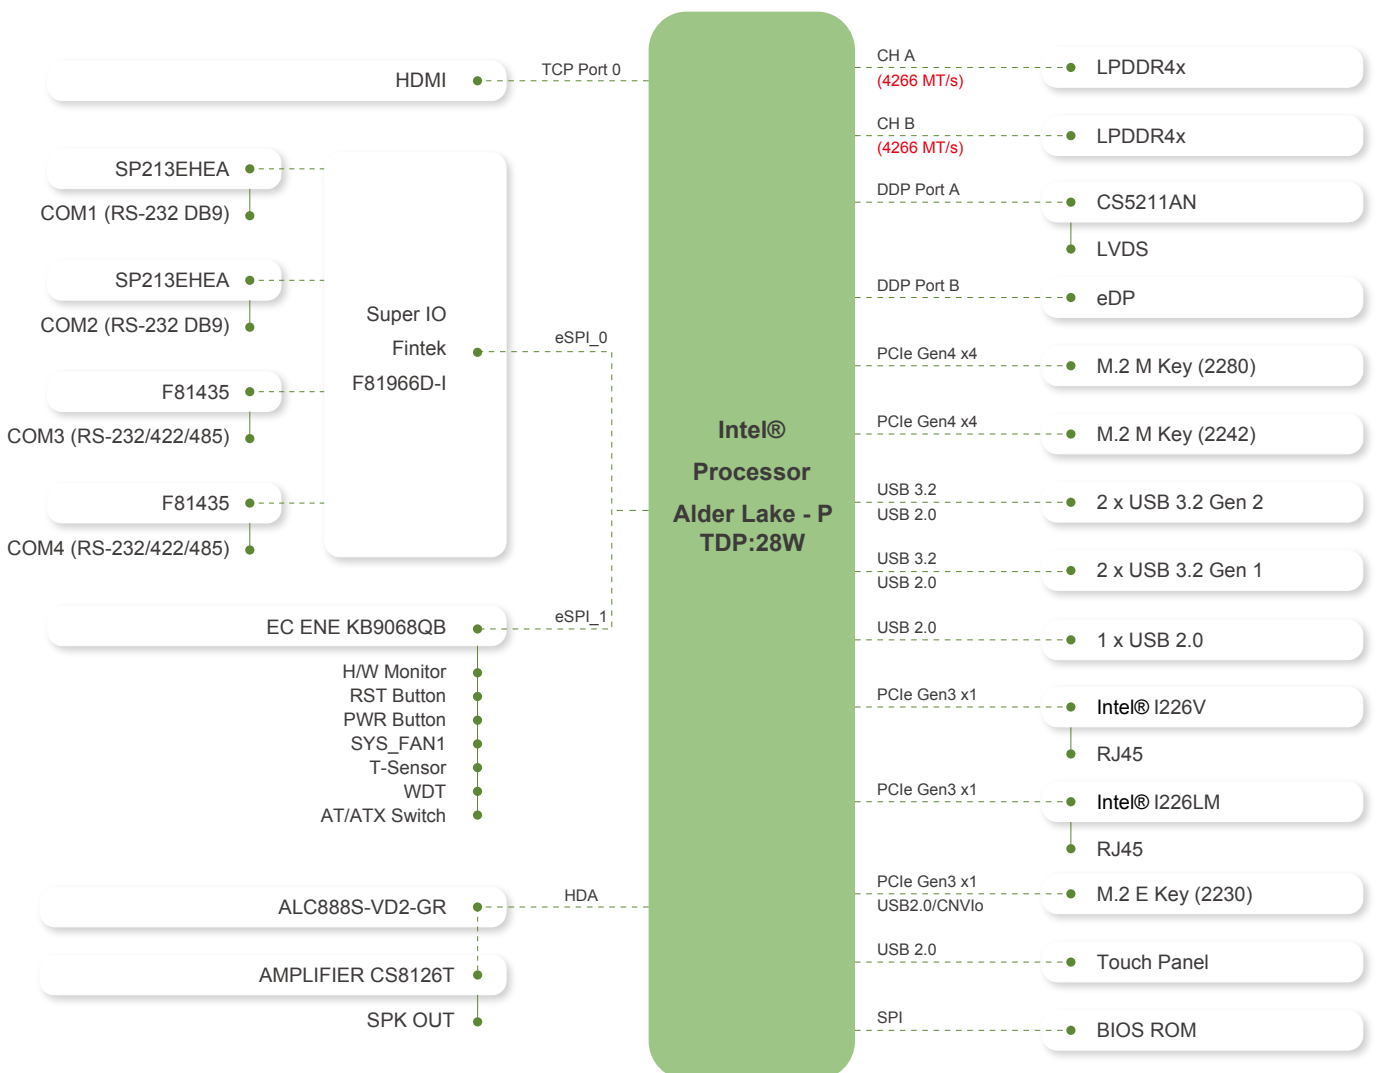 HDMI
TCP Port 0
SP213EHEA
COM1 (RS-232 DB9)
SP213EHEA
COM2 (RS-232 DB9)
F81435
COM3 (RS-232/422/485)
F81435
COM4 (RS-232/422/485)
Super IO
Fintek
F81966D-I
eSPI_0
eSPI_1
EC ENE KB9068QB
H/W Monitor
RST Button
PWR Button
SYS_FAN1
T-Sensor
WDT
AT/ATX Switch
ALC888S-VD2-GR
HDA
AMPLIFIER CS8126T
SPK OUT
Intel®
Processor
Alder Lake - P
TDP:28W
CH A
(4266 MT/s)
LPDDR4x
CH B
(4266 MT/s)
LPDDR4x
DDP Port A
CS5211AN
LVDS
DDP Port B
eDP
PCIe Gen4 x4
M.2 M Key (2280)
PCIe Gen4 x4
M.2 M Key (2242)
USB 3.2
USB 2.0
2 x USB 3.2 Gen 2
USB 3.2
USB 2.0
2 x USB 3.2 Gen 1
USB 2.0
1 x USB 2.0
PCIe Gen3 x1
Intel® I226V
RJ45
PCIe Gen3 x1
Intel® I226LM
RJ45
PCIe Gen3 x1
USB2.0/CNVIo
M.2 E Key (2230)
USB 2.0
Touch Panel
SPI
BIOS ROM